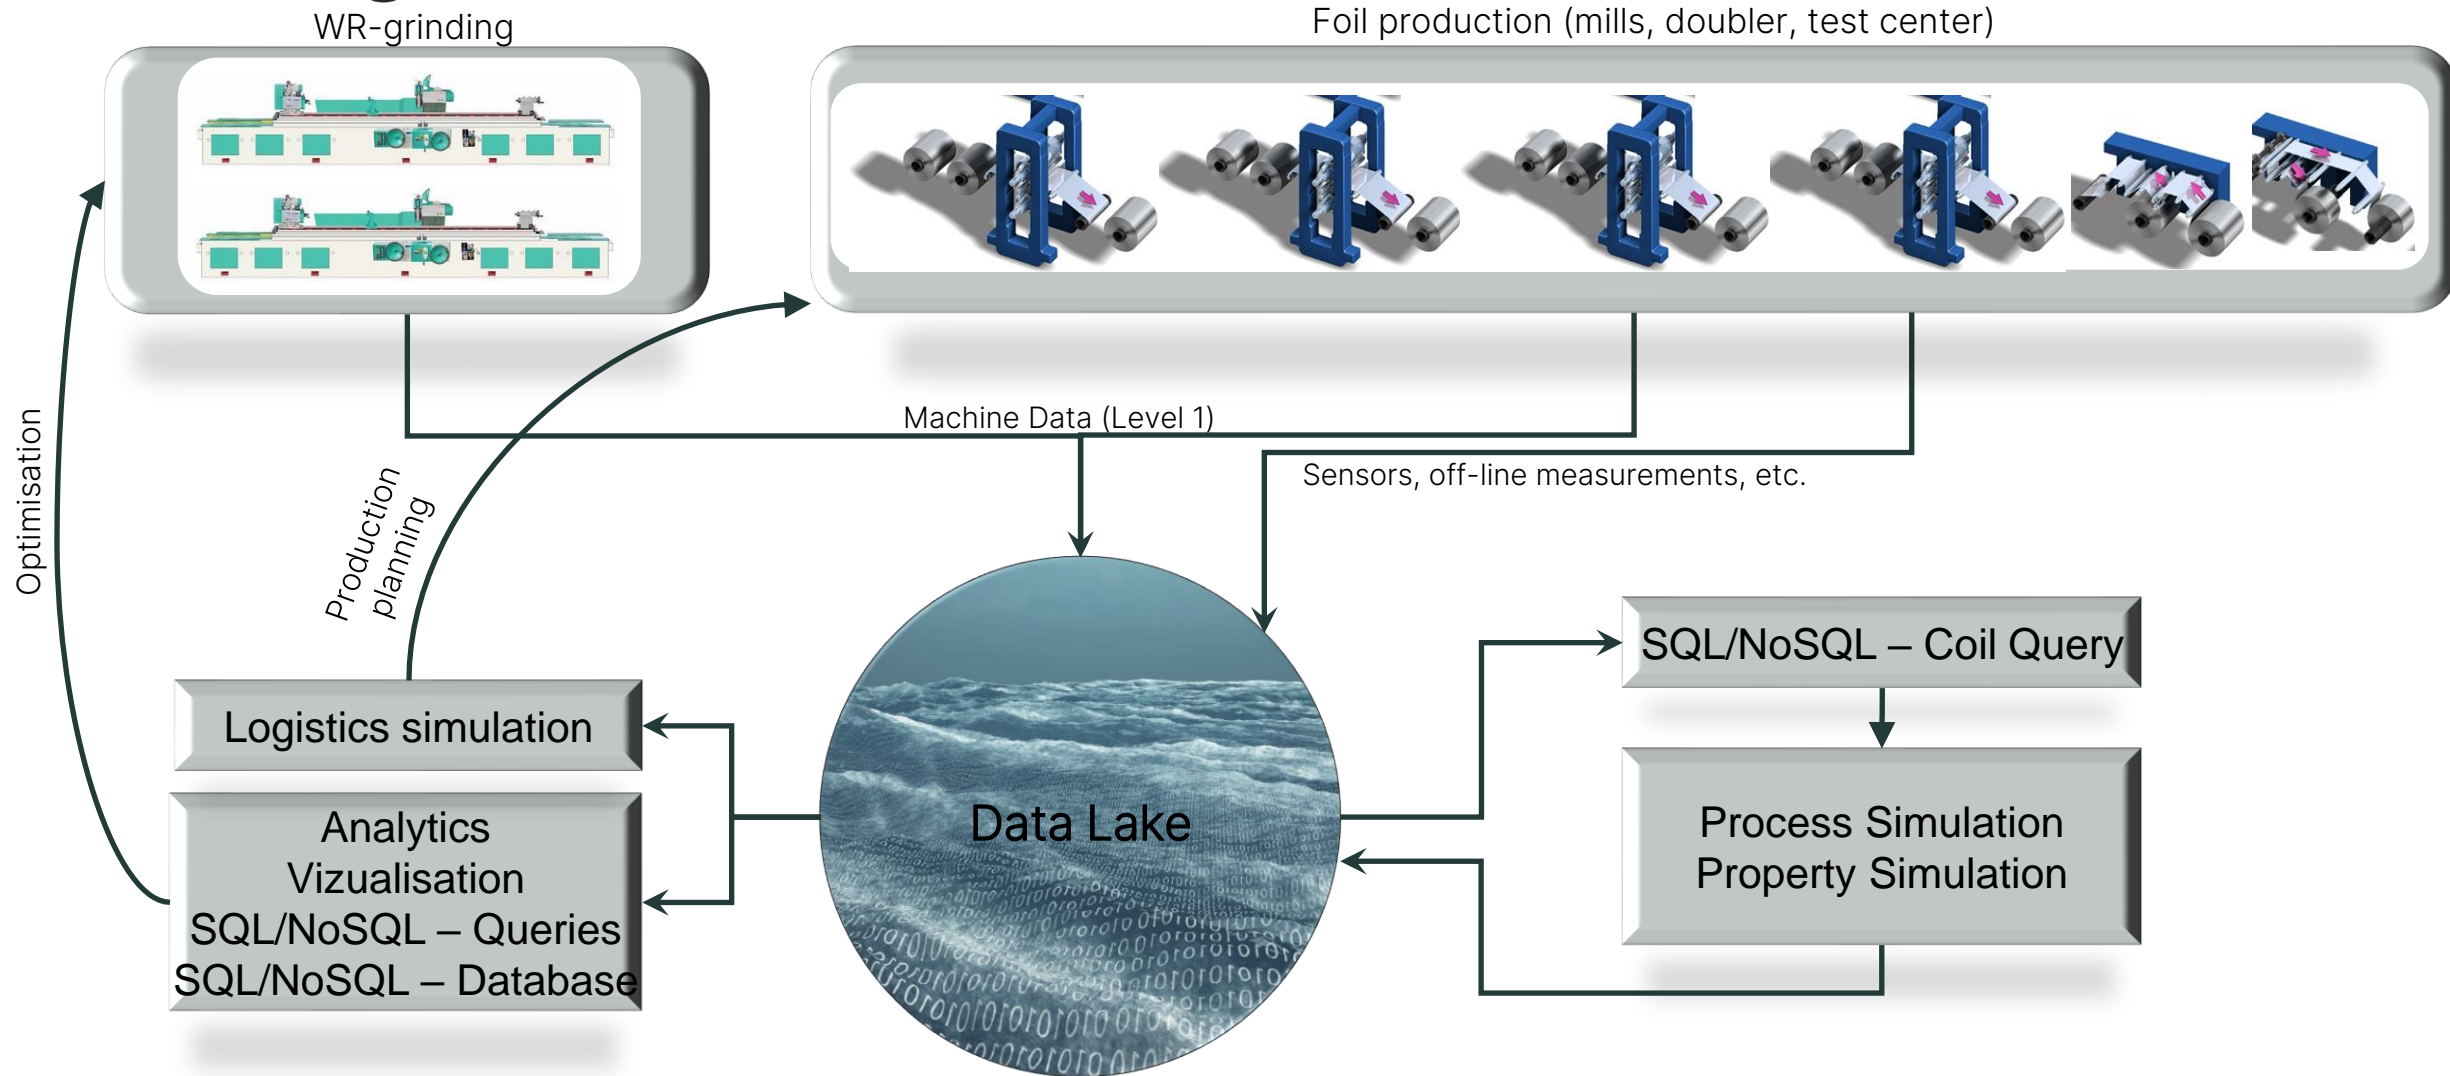 WR-grinding
Foil production (mills, doubler, test center)
Machine Data (Level 1)
Sensors, off-line measurements, etc.
Optimisation
Production
planning
SQL/NoSQL – Coil Query
Logistics simulation
Data Lake
Process Simulation
Property Simulation
Analytics
Vizualisation
SQL/NoSQL – Queries
SQL/NoSQL – Database